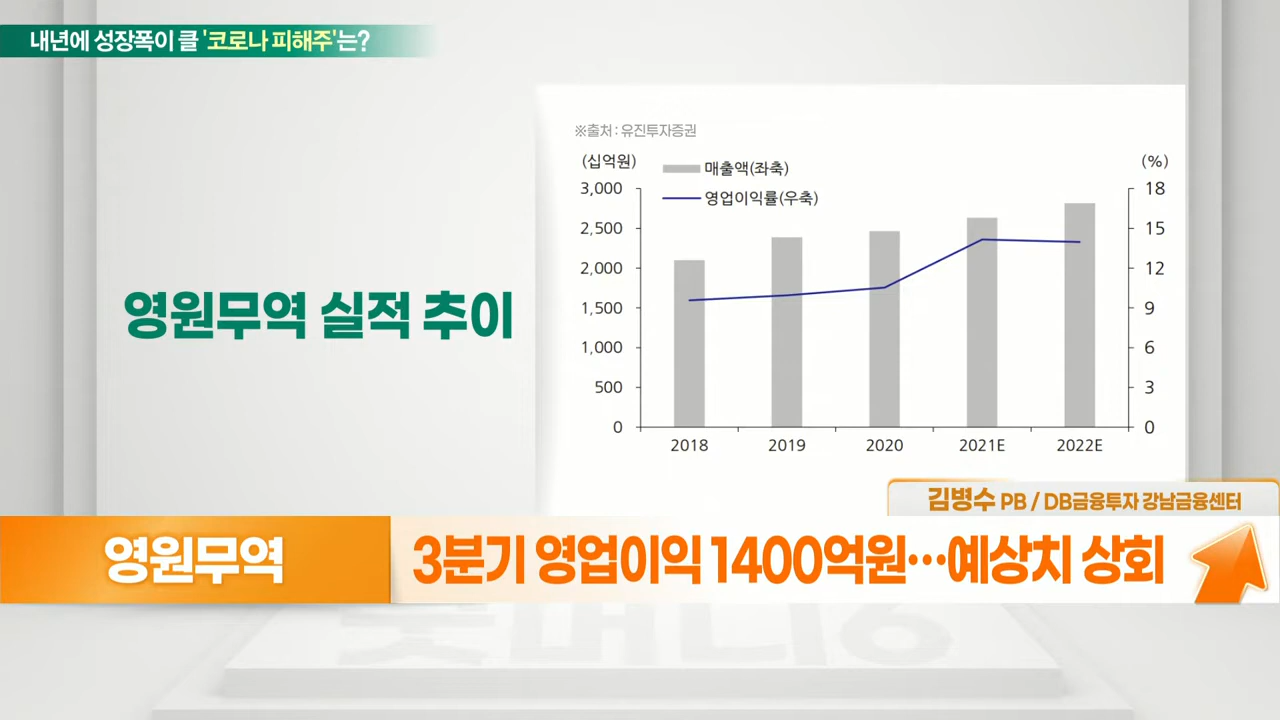 내년에 성장폭이 클 '코로나 피해주'는?
영원무역 실적 추이
※출처 : 유진투자증권
(십억원)
(%)
매출액(좌축)
영업이익률(우축)
3,000
2,500
2,000
1,500
1,000
500
0
18
15
12
9
6
3
0
2018 2019 2020 2021E 2022E
김병수 PB / DB금융투자 강남금융센터
영원무역
3분기 영업이익 1400억원…예상치 상회